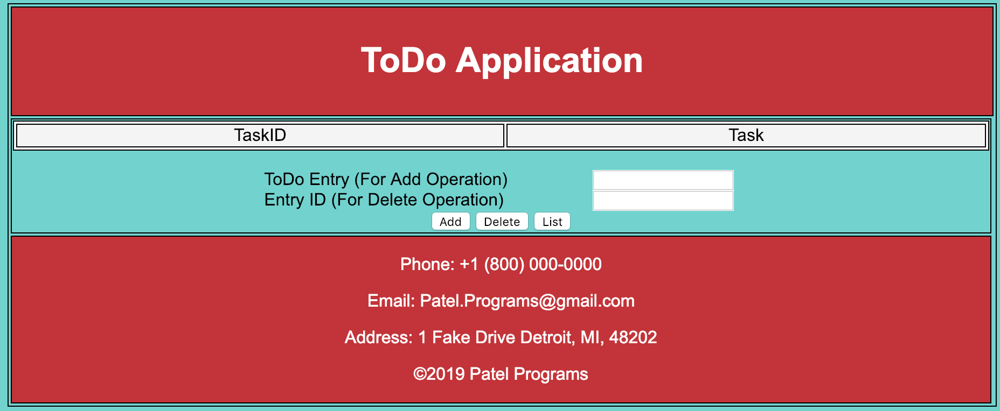 ToDo Application
TaskID Task
ToDo Entry (For Add Operation)
Entry ID (For Delete Operation)
Add Delete List
Phone: +1 (800) 000-0000
Email: Patel.Programs@gmail.com
Address: 1 Fake Drive Detroit, MI, 48202
©2019 Patel Programs